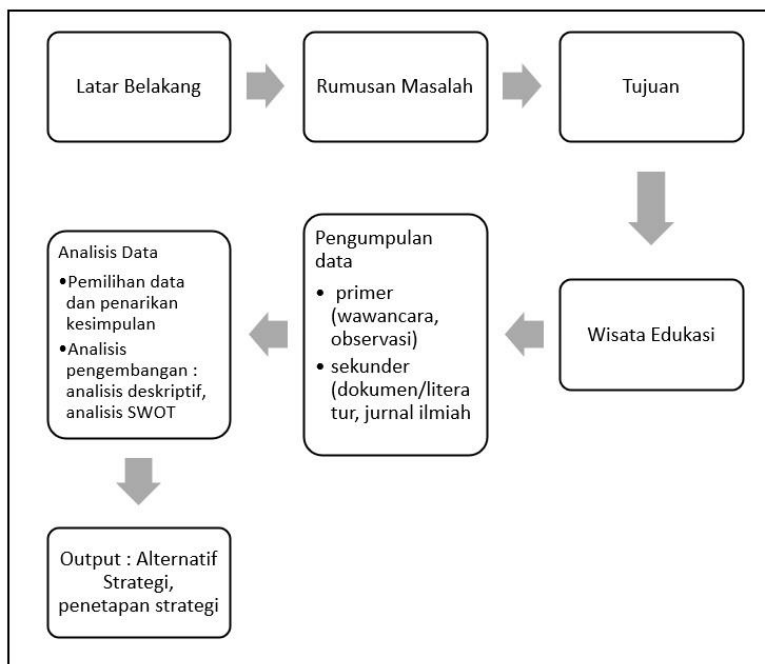 Latar Belakang
Rumusan Masalah
Tujuan
Wisata Edukasi
Pengumpulan
data
• primer
(wawancara,
observasi)
• sekunder
(dokumen/litera
tur, jurnal ilmiah
Analisis Data
•Pemilihan data
dan penarikan
kesimpulan
•Analisis
pengembangan :
analisis deskriptif,
analisis SWOT
Output : Alternatif
Strategi,
penetapan strategi